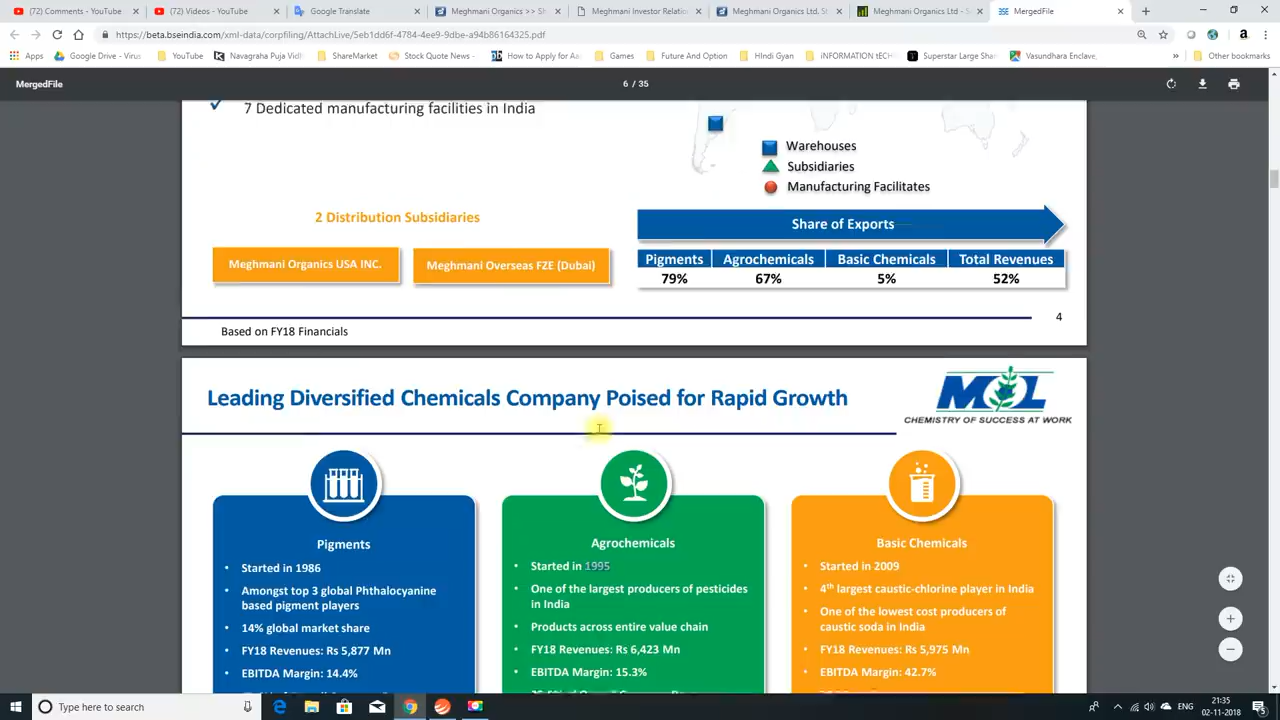 (72) Comments - YouTube
(72) Videos - YouTube
Google Translate
Meghmani Organics >> Sh
Meghmani Investor Relatio
Meghmani Organics Ltd. St
Meghmani Organics Ltd - S
MergedFile
https://beta.bseindia.com/xml-data/corpfiling/AttachLive/5eb1dd6f-4784-4ee9-9dbe-a94b86164325.pdf
Apps
Google Drive - Virus
YouTube
Navagraha Puja Vidh
ShareMarket
Stock Quote News -
How to Apply for Aa
Games
Future And Option
HIndi Gyan
iNFORMATION tECH
Superstar Large Shar
Vasundhara Enclave,
»
Other bookmarks
MergedFile
6 / 35
✓ 7 Dedicated manufacturing facilities in India
Warehouses
Subsidiaries
Manufacturing Facilitates
2 Distribution Subsidiaries
Meghmani Organics USA INC.
Meghmani Overseas FZE (Dubai)
Share of Exports
Pigments Agrochemicals Basic Chemicals Total Revenues
79% 67% 5% 52%
4
Based on FY18 Financials
Leading Diversified Chemicals Company Poised for Rapid Growth
MOL
CHEMISTRY OF SUCCESS AT WORK
Pigments
• Started in 1986
• Amongst top 3 global Phthalocyanine
based pigment players
• 14% global market share
• FY18 Revenues: Rs 5,877 Mn
• EBITDA Margin: 14.4%
Agrochemicals
• Started in 1995
• One of the largest producers of pesticides
in India
• Products across entire value chain
• FY18 Revenues: Rs 6,423 Mn
• EBITDA Margin: 15.3%
Basic Chemicals
• Started in 2009
• 4th largest caustic-chlorine player in India
• One of the lowest cost producers of
caustic soda in India
• FY18 Revenues: Rs 5,975 Mn
• EBITDA Margin: 42.7%
Type here to search
ENG
21:35
02-11-2018